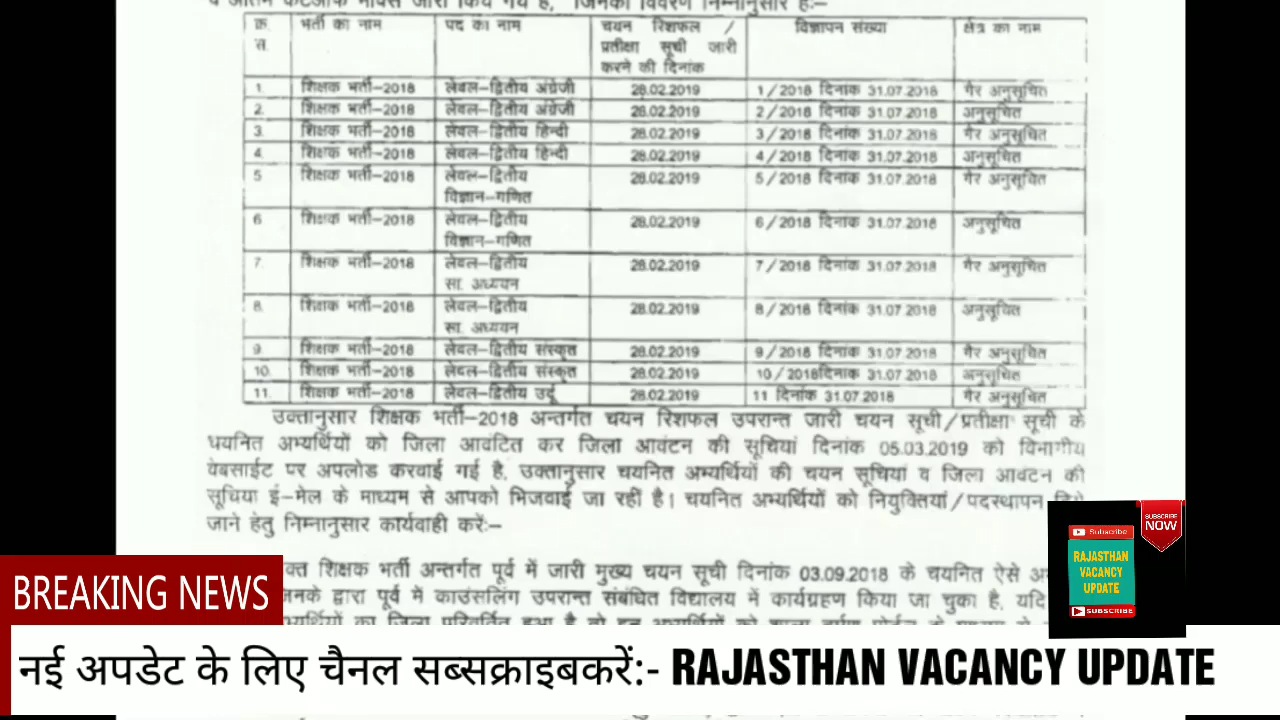 व अंतिम कटऑफ मार्क्स जारी किये गये है, जिनका विवरण निम्नानुसार हैः–
क्र. स. भर्ती का नाम पद का नाम चयन रिशफल / प्रतीक्षा सूची जारी करने की दिनांक विज्ञापन संख्या क्षेत्र का नाम
1. शिक्षक भर्ती–2018 लेवल–द्वितीय अंग्रेजी 28.02.2019 1/2018 दिनांक 31.07.2018 गैर अनुसूचित
2. शिक्षक भर्ती–2018 लेवल–द्वितीय अंग्रेजी 28.02.2019 2/2018 दिनांक 31.07.2018 अनुसूचित
3. शिक्षक भर्ती–2018 लेवल–द्वितीय हिन्दी 28.02.2019 3/2018 दिनांक 31.07.2018 गैर अनुसूचित
4. शिक्षक भर्ती–2018 लेवल–द्वितीय हिन्दी 28.02.2019 4/2018 दिनांक 31.07.2018 अनुसूचित
5 शिक्षक भर्ती–2018 लेवल–द्वितीय विज्ञान–गणित 28.02.2019 5/2018 दिनांक 31.07.2018 गैर अनुसूचित
6 शिक्षक भर्ती–2018 लेवल–द्वितीय विज्ञान–गणित 28.02.2019 6/2018 दिनांक 31.07.2018 अनुसूचित
7. शिक्षक भर्ती–2018 लेवल–द्वितीय सा. अध्ययन 28.02.2019 7/2018 दिनांक 31.07.2018 गैर अनुसूचित
8. शिक्षक भर्ती–2018 लेवल–द्वितीय सा. अध्ययन 28.02.2019 8/2018 दिनांक 31.07.2018 अनुसूचित
9. शिक्षक भर्ती–2018 लेवल–द्वितीय संस्कृत 28.02.2019 9/2018 दिनांक 31.07.2018 गैर अनुसूचित
10. शिक्षक भर्ती–2018 लेवल–द्वितीय संस्कृत 28.02.2019 10/2018दिनांक 31.07.2018 अनुसूचित
11. शिक्षक भर्ती–2018 लेवल–द्वितीय उर्दू 28.02.2019 11 दिनांक 31.07.2018 गैर अनुसूचित
उक्तानुसार शिक्षक भर्ती–2018 अन्तर्गत चयन रिशफल उपरान्त जारी चयन सूची/प्रतीक्षा सूची के
चयनित अभ्यर्थियों को जिला आवंटित कर जिला आवंटन की सूचियां दिनांक 05.03.2019 को विभागीय
वेबसाईट पर अपलोड करवाई गई है, उक्तानुसार चयनित अभ्यर्थियों की चयन सूचियां व जिला आवंटन की
सूचिया ई–मेल के माध्यम से आपको भिजवाई जा रहीं है। चयनित अभ्यर्थियों को नियुक्तियां/पदस्थापन
जाने हेतु निम्नानुसार कार्यवाही करेंः–
क्त शिक्षक भर्ती अन्तर्गत पूर्व में जारी मुख्य चयन सूची दिनांक 03.09.2018 के चयनित ऐसे
जनके द्वारा पूर्व में काउंसलिंग उपरान्त संबंधित विद्यालय में कार्यग्रहण किया जा चुका है, यदि
का जिला परिवर्तित हुआ है तो
Subscribe
SUBSCRIBE NOW
RAJASTHAN
VACANCY
UPDATE
SUBSCRIBE
BREAKING NEWS
नई अपडेट के लिए चैनल सब्सक्राइबकरें:- RAJASTHAN VACANCY UPDATE